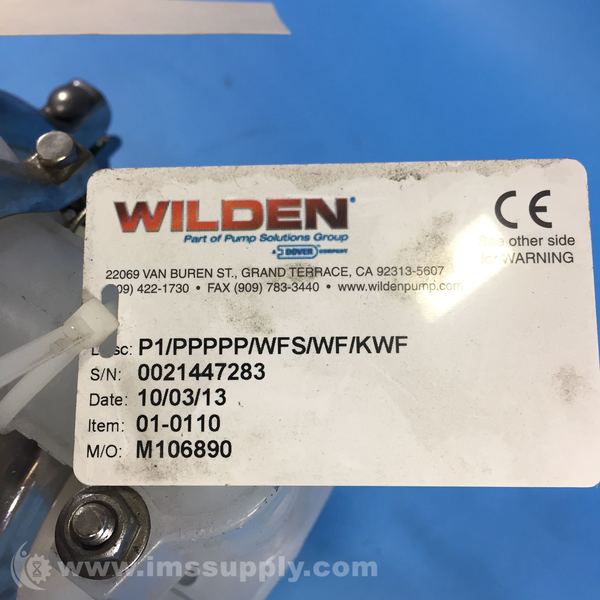 WILDEN®
Part of Pump Solutions Group
A DOVER COMPANY
CE
See other side
for WARNING
22069 VAN BUREN ST., GRAND TERRACE, CA 92313-5607
909) 422-1730 • FAX (909) 783-3440 • www.wildenpump.com
Desc: P1/PPPPP/WFS/WF/KWF
S/N: 0021447283
Date: 10/03/13
Item: 01-0110
M/O: M106890
© www.imssupply.com